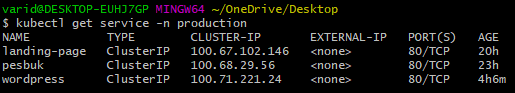 varid@DESKTOP-EUHJ7GP MINGW64 ~/OneDrive/Desktop
$ kubectl get service -n production
NAME TYPE CLUSTER-IP EXTERNAL-IP PORT(S) AGE
landing-page ClusterIP 100.67.102.146 <none> 80/TCP 20h
pesbuk ClusterIP 100.68.29.56 <none> 80/TCP 23h
wordpress ClusterIP 100.71.221.24 <none> 80/TCP 4h6m